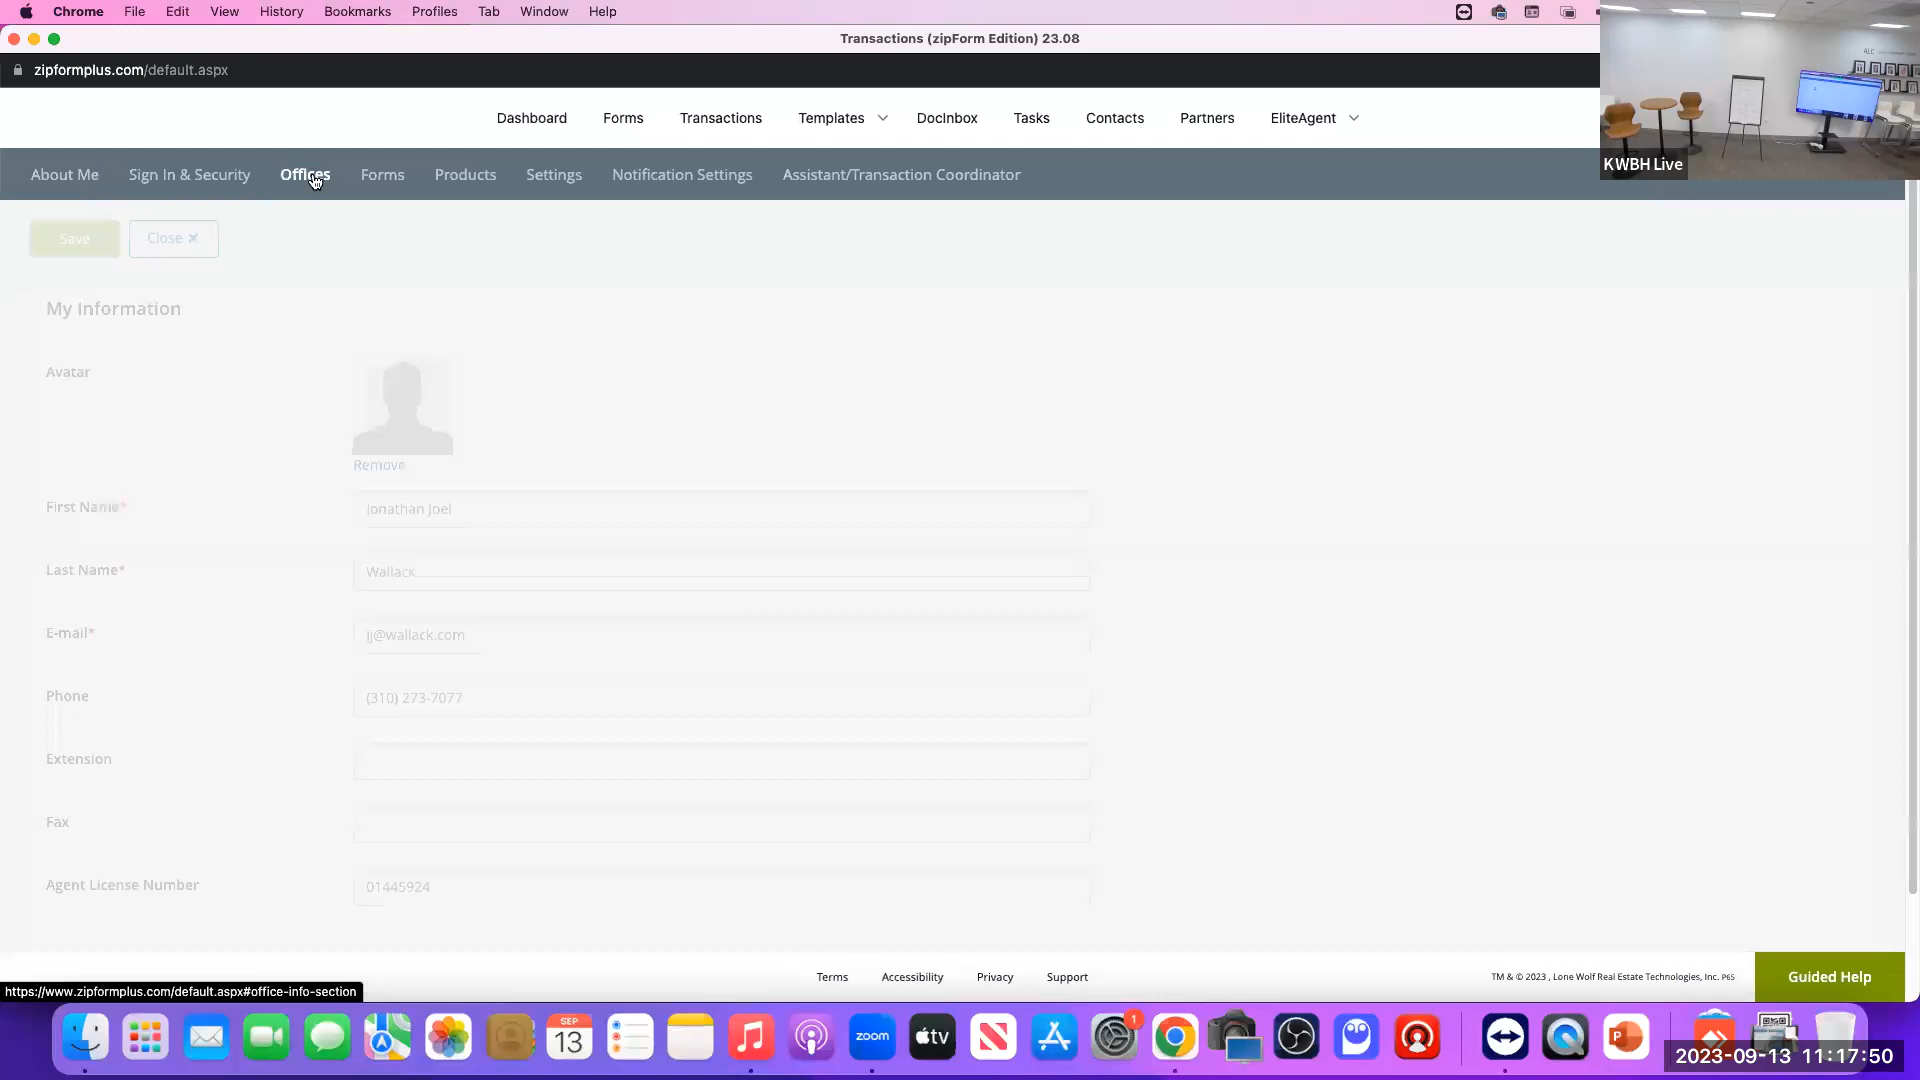 Chrome File Edit View History Bookmarks Profiles Tab Window Help
Transactions (zipForm Edition) 23.08
zipformplus.com/default.aspx
Dashboard Forms Transactions Templates DocInbox Tasks Contacts Partners EliteAgent
ALC
KWBH Live
About Me Sign In & Security Offices Forms Products Settings Notification Settings Assistant/Transaction Coordinator
Save Close ×
My Information
Avatar
Remove
First Name* Jonathan Joel
Last Name* Wallack
E-mail* jj@wallack.com
Phone (310) 273-7077
Extension
Fax
Agent License Number 01445924
Terms Accessibility Privacy Support
TM & © 2023 , Lone Wolf Real Estate Technologies, Inc. P65
Guided Help
https://www.zipformplus.com/default.aspx#office-info-section
SEP
13
zoom
tv
1
P
2023-09-13 11:17:50